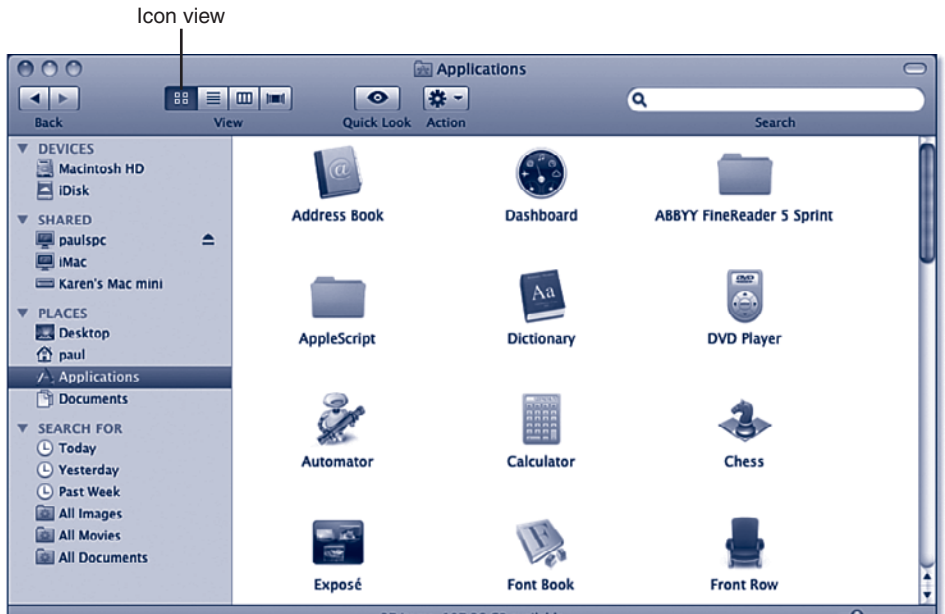 Icon view
Applications
Back
View
Quick Look
Action
Search
DEVICES
Macintosh HD
iDisk
SHARED
paulspc
iMac
Karen's Mac mini
PLACES
Desktop
paul
Applications
Documents
SEARCH FOR
Today
Yesterday
Past Week
All Images
All Movies
All Documents
Address Book
Dashboard
ABBYY FineReader 5 Sprint
AppleScript
Dictionary
DVD Player
Automator
Calculator
Chess
Exposé
Font Book
Front Row